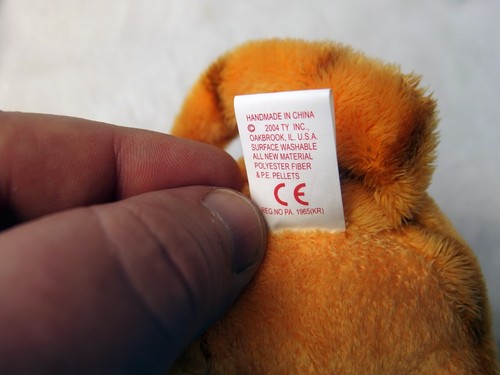 HANDMADE IN CHINA
© 2004 TY INC.,
OAKBROOK, IL. U.S.A.
SURFACE WASHABLE
ALL NEW MATERIAL
POLYESTER FIBER
& P.E. PELLETS
CE
REG.NO PA. 1965(KR)